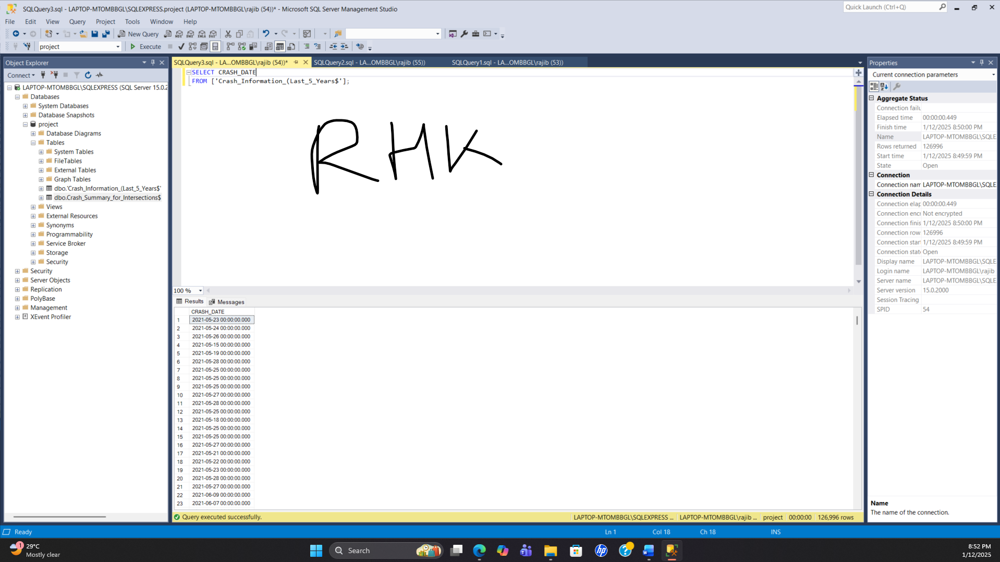 SQLQuery3.sql - LAPTOP-MTOMBBGL\SQLEXPRESS.project (LAPTOP-MTOMBBGL\rajib (54))* - Microsoft SQL Server Management Studio
Quick Launch (Ctrl+Q)
File Edit View Query Project Tools Window Help
New Query
project
Execute
Object Explorer
Connect
LAPTOP-MTOMBBGL\SQLEXPRESS (SQL Server 15.0.2
Databases
System Databases
Database Snapshots
project
Database Diagrams
Tables
System Tables
FileTables
External Tables
Graph Tables
dbo.'Crash_Information_(Last_5_Years$'
dbo.Crash_Summary_for_Intersections$
Views
External Resources
Synonyms
Programmability
Service Broker
Storage
Security
Security
Server Objects
Replication
PolyBase
Management
XEvent Profiler
SQLQuery3.sql - LA...OMBBGL\rajib (54))* SQLQuery2.sql - LA...OMBBGL\rajib (55)) SQLQuery1.sql - LA...OMBBGL\rajib (53))
SELECT CRASH_DATE
FROM ['Crash_Information_(Last_5_Years$'];
RHK
100 %
Results Messages
CRASH_DATE
1 2021-05-23 00:00:00.000
2 2021-05-24 00:00:00.000
3 2021-05-26 00:00:00.000
4 2021-05-15 00:00:00.000
5 2021-05-19 00:00:00.000
6 2021-05-28 00:00:00.000
7 2021-05-25 00:00:00.000
8 2021-05-25 00:00:00.000
9 2021-05-25 00:00:00.000
10 2021-05-27 00:00:00.000
11 2021-05-28 00:00:00.000
12 2021-05-25 00:00:00.000
13 2021-05-18 00:00:00.000
14 2021-05-25 00:00:00.000
15 2021-05-25 00:00:00.000
16 2021-05-27 00:00:00.000
17 2021-05-21 00:00:00.000
18 2021-05-22 00:00:00.000
19 2021-05-23 00:00:00.000
20 2021-05-28 00:00:00.000
21 2021-05-27 00:00:00.000
22 2021-06-09 00:00:00.000
23 2021-06-07 00:00:00.000
Query executed successfully. LAPTOP-MTOMBBGL\SQLEXPRESS ... LAPTOP-MTOMBBGL\rajib ... project 00:00:00 126,996 rows
Properties
Current connection parameters
Aggregate Status
Connection failu
Elapsed time 00:00:00.449
Finish time 1/12/2025 8:50:00 PM
Name LAPTOP-MTOMBBGL\SQLE
Rows returned 126996
Start time 1/12/2025 8:49:59 PM
State Open
Connection
Connection nam LAPTOP-MTOMBBGL\SQLE
Connection Details
Connection elap 00:00:00.449
Connection encr Not encrypted
Connection finis 1/12/2025 8:50:00 PM
Connection row 126996
Connection star 1/12/2025 8:49:59 PM
Connection stat Open
Display name LAPTOP-MTOMBBGL\SQLE
Login name LAPTOP-MTOMBBGL\rajib
Server name LAPTOP-MTOMBBGL\SQLE
Server version 15.0.2000
Session Tracing
SPID 54
Name
The name of the connection.
Ready Ln 1 Col 18 Ch 18 INS
1 29°C
Mostly clear
Search
hp
8:52 PM
1/12/2025